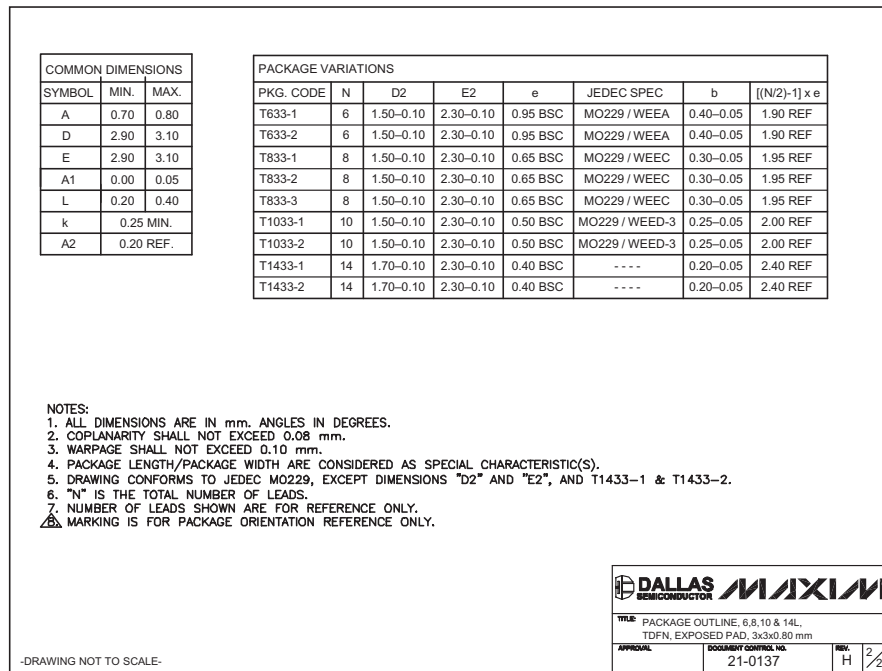 COMMON DIMENSIONS
SYMBOL MIN. MAX.
A 0.70 0.80
D 2.90 3.10
E 2.90 3.10
A1 0.00 0.05
L 0.20 0.40
k 0.25 MIN.
A2 0.20 REF.
PACKAGE VARIATIONS
PKG. CODE N D2 E2 e JEDEC SPEC b [(N/2)-1] x e
T633-1 6 1.50–0.10 2.30–0.10 0.95 BSC MO229 / WEEA 0.40–0.05 1.90 REF
T633-2 6 1.50–0.10 2.30–0.10 0.95 BSC MO229 / WEEA 0.40–0.05 1.90 REF
T833-1 8 1.50–0.10 2.30–0.10 0.65 BSC MO229 / WEEC 0.30–0.05 1.95 REF
T833-2 8 1.50–0.10 2.30–0.10 0.65 BSC MO229 / WEEC 0.30–0.05 1.95 REF
T833-3 8 1.50–0.10 2.30–0.10 0.65 BSC MO229 / WEEC 0.30–0.05 1.95 REF
T1033-1 10 1.50–0.10 2.30–0.10 0.50 BSC MO229 / WEED-3 0.25–0.05 2.00 REF
T1033-2 10 1.50–0.10 2.30–0.10 0.50 BSC MO229 / WEED-3 0.25–0.05 2.00 REF
T1433-1 14 1.70–0.10 2.30–0.10 0.40 BSC - - - - 0.20–0.05 2.40 REF
T1433-2 14 1.70–0.10 2.30–0.10 0.40 BSC - - - - 0.20–0.05 2.40 REF
NOTES:
1. ALL DIMENSIONS ARE IN mm. ANGLES IN DEGREES.
2. COPLANARITY SHALL NOT EXCEED 0.08 mm.
3. WARPAGE SHALL NOT EXCEED 0.10 mm.
4. PACKAGE LENGTH/PACKAGE WIDTH ARE CONSIDERED AS SPECIAL CHARACTERISTIC(S).
5. DRAWING CONFORMS TO JEDEC MO229, EXCEPT DIMENSIONS "D2" AND "E2", AND T1433–1 & T1433–2.
6. "N" IS THE TOTAL NUMBER OF LEADS.
7. NUMBER OF LEADS SHOWN ARE FOR REFERENCE ONLY.
8. MARKING IS FOR PACKAGE ORIENTATION REFERENCE ONLY.
DALLAS SEMICONDUCTOR MAXIM
TITLE: PACKAGE OUTLINE, 6,8,10 & 14L,
TDFN, EXPOSED PAD, 3x3x0.80 mm
APPROVAL DOCUMENT CONTROL NO. REV.
21-0137 H 2/2
-DRAWING NOT TO SCALE-